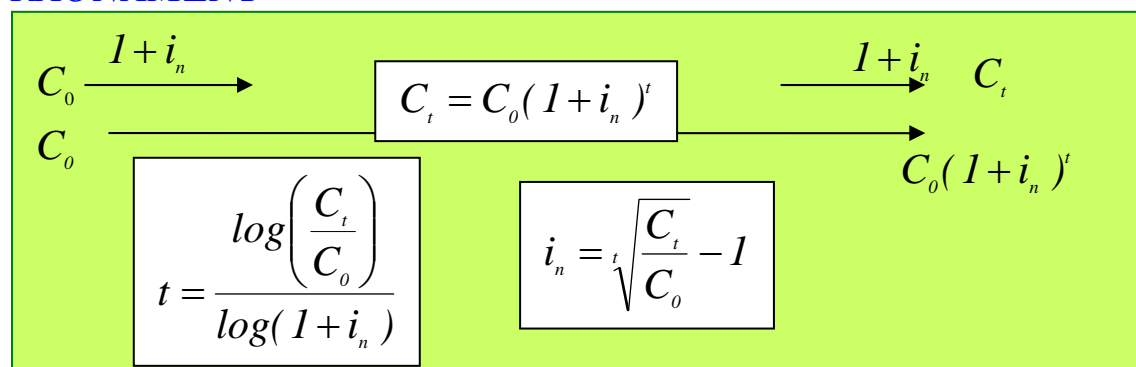 1 + iₙ    1 + iₙ
C₀    Cₜ = C₀( 1 + iₙ )ᵗ    Cₜ
C₀    C₀( 1 + iₙ )ᵗ
t = log(Cₜ / C₀) / log( 1 + iₙ )    iₙ = ᵗ√(Cₜ / C₀) − 1